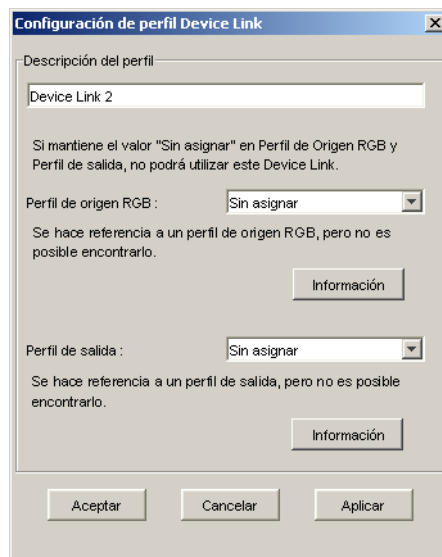 Configuración de perfil Device Link
Descripción del perfil
Device Link 2
Si mantiene el valor "Sin asignar" en Perfil de Origen RGB y
Perfil de salida, no podrá utilizar este Device Link.
Perfil de origen RGB : Sin asignar
Se hace referencia a un perfil de origen RGB, pero no es
posible encontrarlo.
Información
Perfil de salida : Sin asignar
Se hace referencia a un perfil de salida, pero no es posible
encontrarlo.
Información
Aceptar Cancelar Aplicar